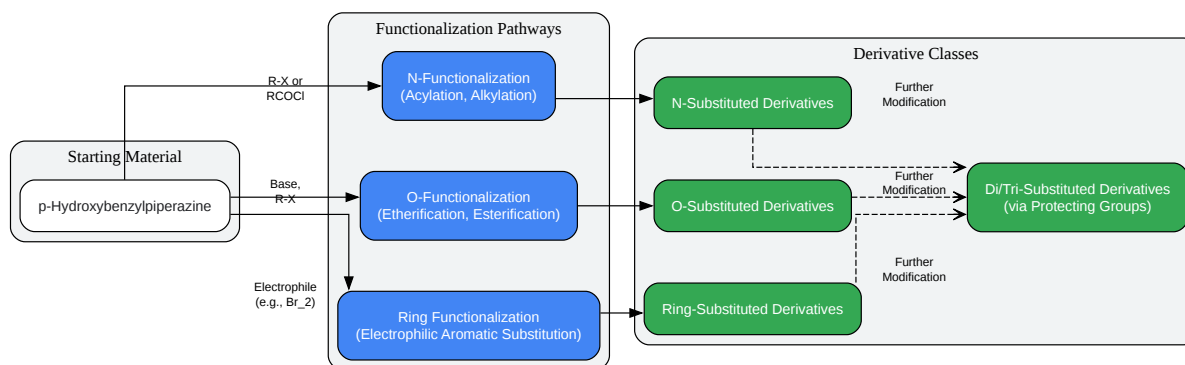 Functionalization Pathways
Derivative Classes
Starting Material
R-X or
RCOCl
N-Functionalization
(Acylation, Alkylation)
N-Substituted Derivatives
Further
Modification
p-Hydroxybenzylpiperazine
Base,
R-X
O-Functionalization
(Etherification, Esterification)
O-Substituted Derivatives
Further
Modification
Di/Tri-Substituted Derivatives
(via Protecting Groups)
Electrophile
(e.g., Br_2)
Ring Functionalization
(Electrophilic Aromatic Substitution)
Ring-Substituted Derivatives
Further
Modification